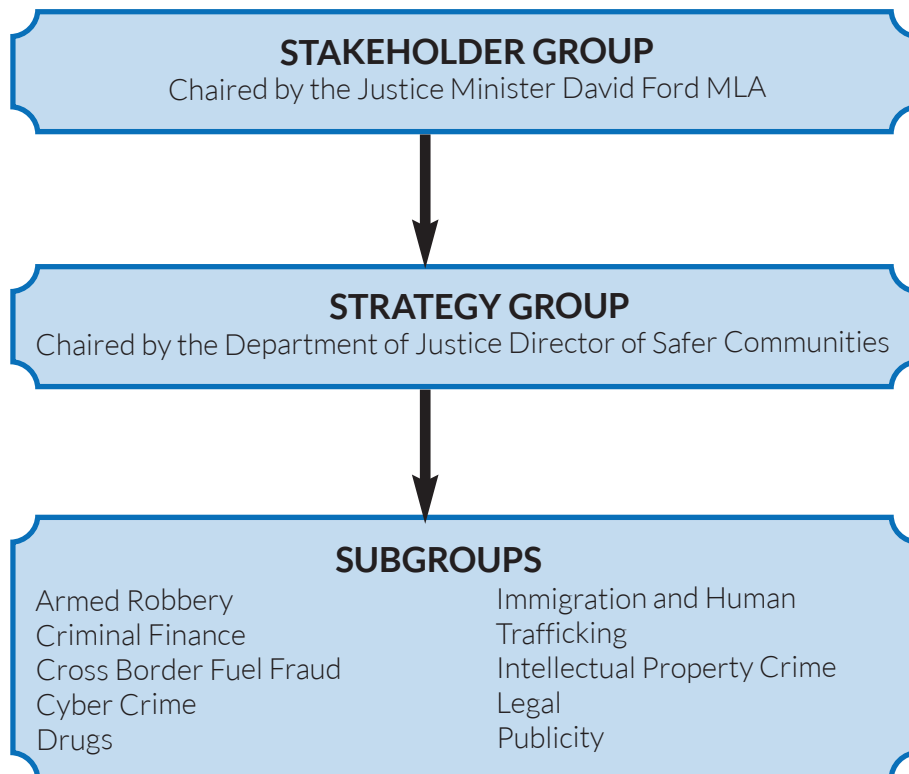 STAKEHOLDER GROUP
Chaired by the Justice Minister David Ford MLA
STRATEGY GROUP
Chaired by the Department of Justice Director of Safer Communities
SUBGROUPS
Armed Robbery
Criminal Finance
Cross Border Fuel Fraud
Cyber Crime
Drugs
Immigration and Human
Trafficking
Intellectual Property Crime
Legal
Publicity